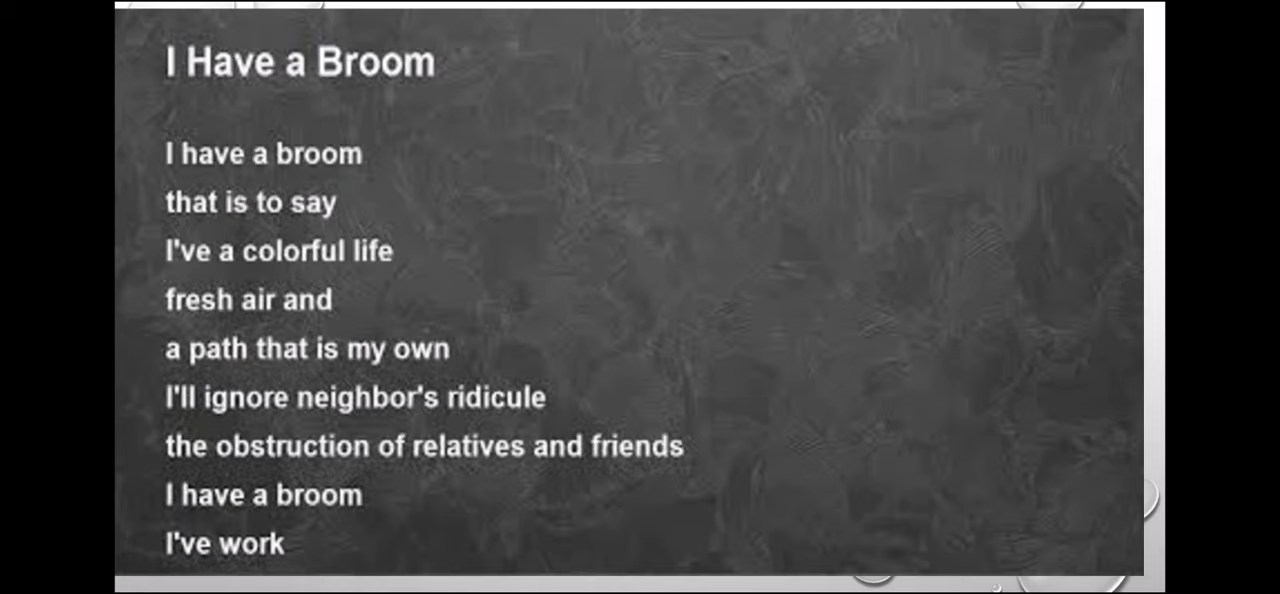 I Have a Broom
I have a broom
that is to say
I've a colorful life
fresh air and
a path that is my own
I'll ignore neighbor's ridicule
the obstruction of relatives and friends
I have a broom
I've work